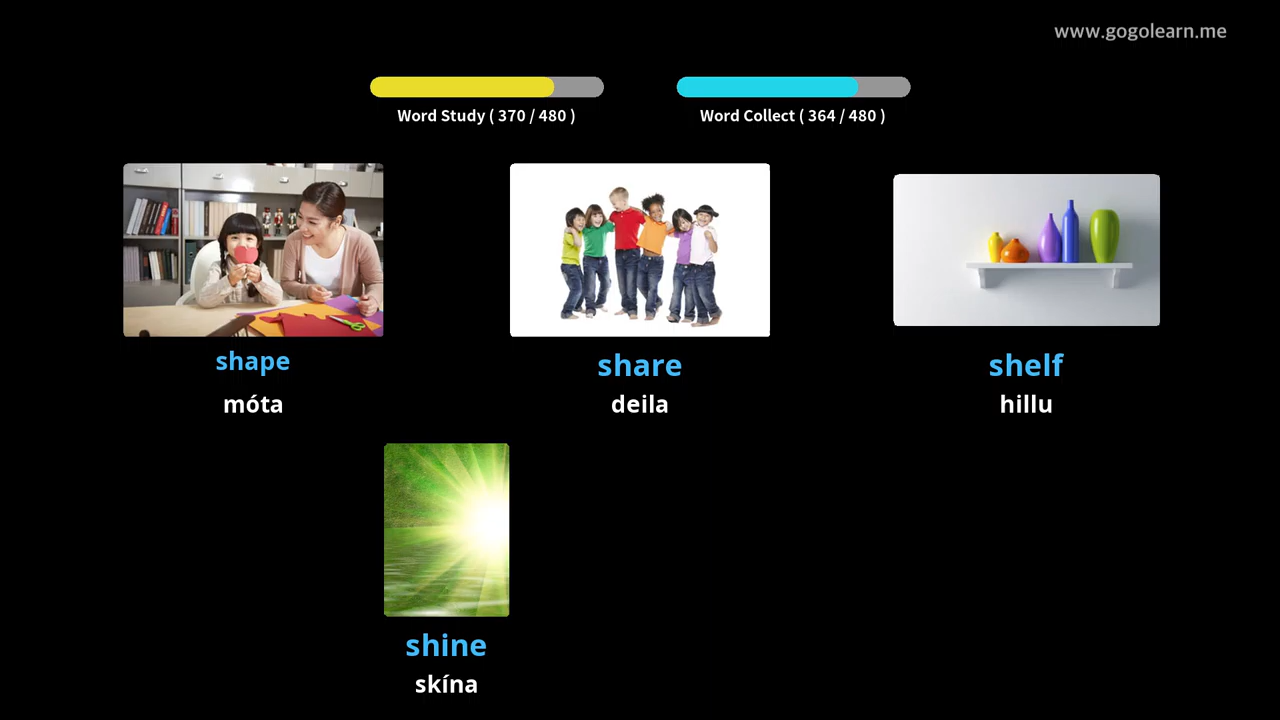 www.gogolearn.me
Word Study ( 370 / 480 )
Word Collect ( 364 / 480 )
shape
móta
share
deila
shelf
hillu
shine
skína